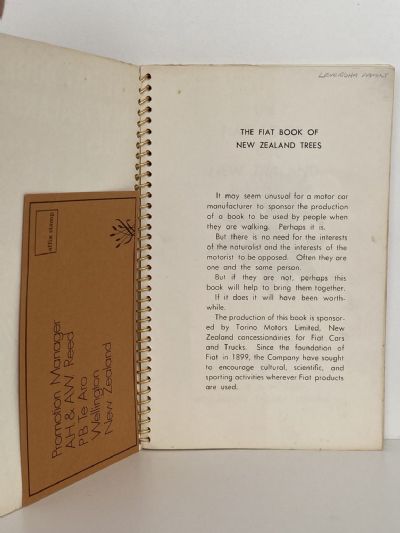 affix stamp
Promotion Manager
A.H. & A.W. Reed
P.B. Te Aro
Wellington
New Zealand
THE FIAT BOOK OF
NEW ZEALAND TREES
It may seem unusual for a motor car
manufacturer to sponsor the production
of a book to be used by people when
they are walking. Perhaps it is.
But there is no need for the interests
of the naturalist and the interests of the
motorist to be opposed. Often they are
one and the same person.
But if they are not, perhaps this
book will help to bring them together.
If it does it will have been worth-
while.
The production of this book is sponsor-
ed by Torino Motors Limited, New
Zealand concessionaires for Fiat Cars
and Trucks. Since the foundation of
Fiat in 1899, the Company have sought
to encourage cultural, scientific, and
sporting activities wherever Fiat products
are used.